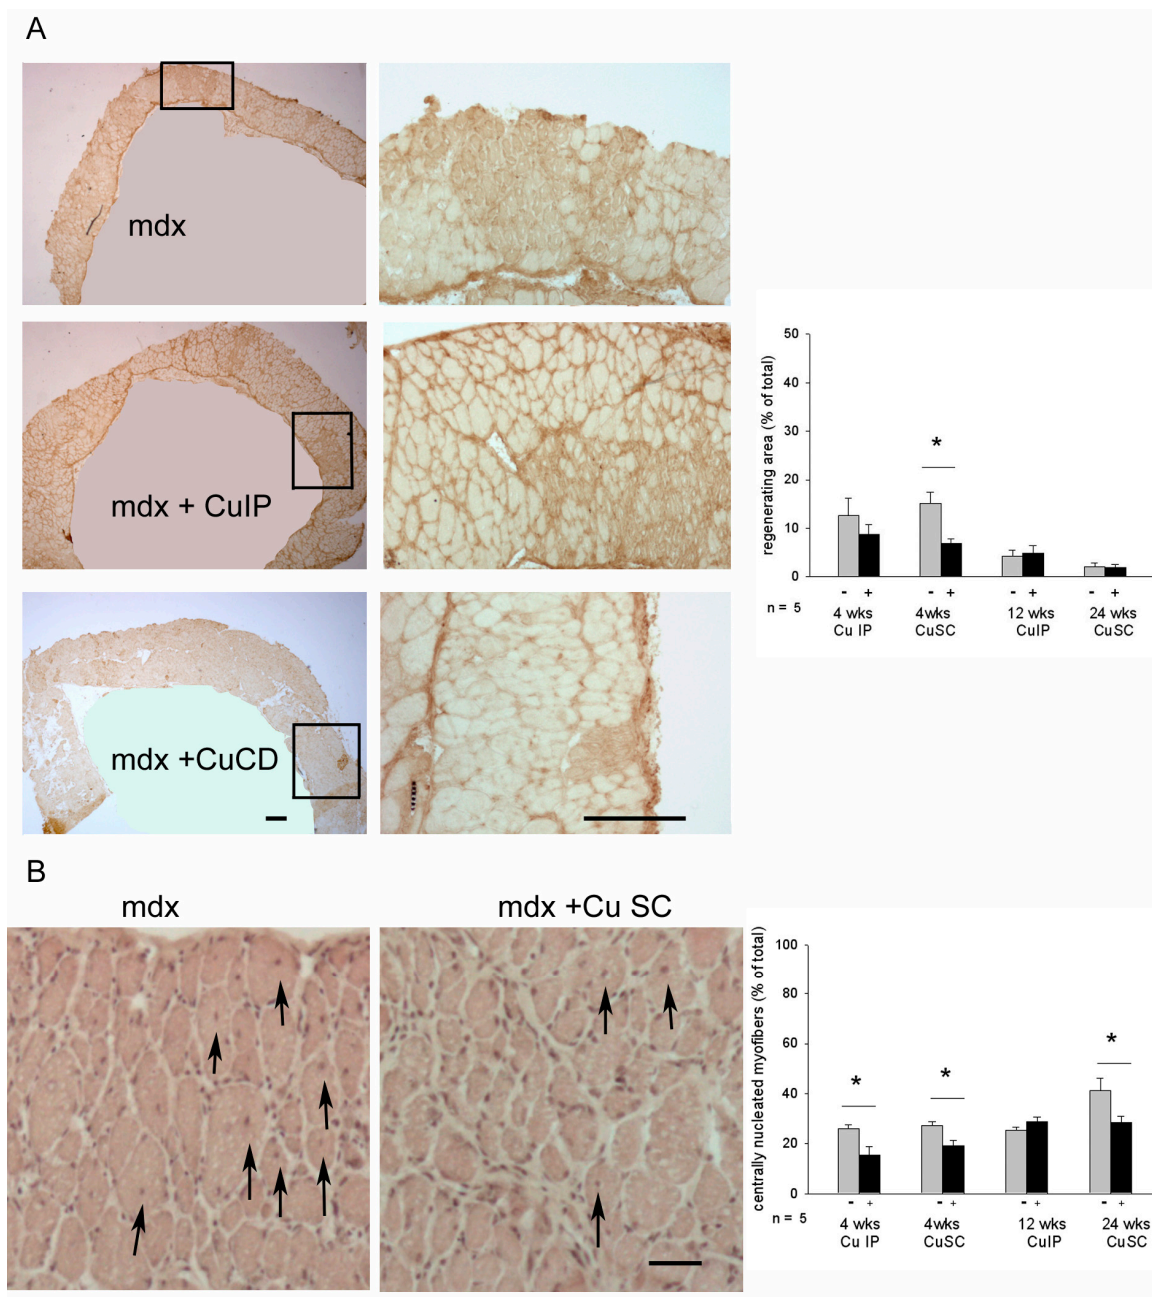 A
mdx
mdx + CuIP
mdx +CuCD
regenerating area (% of total)
50
40
30
20
10
0
*
- + - + - + - +
n = 5
4 wks 4wks 12 wks 24 wks
Cu IP CuSC CuIP CuSC
B
mdx
mdx +Cu SC
centrally nucleated myofibers (% of total)
100
80
60
40
20
0
* * *
- + - + - + - +
n = 5
4 wks 4wks 12 wks 24 wks
Cu IP CuSC CuIP CuSC